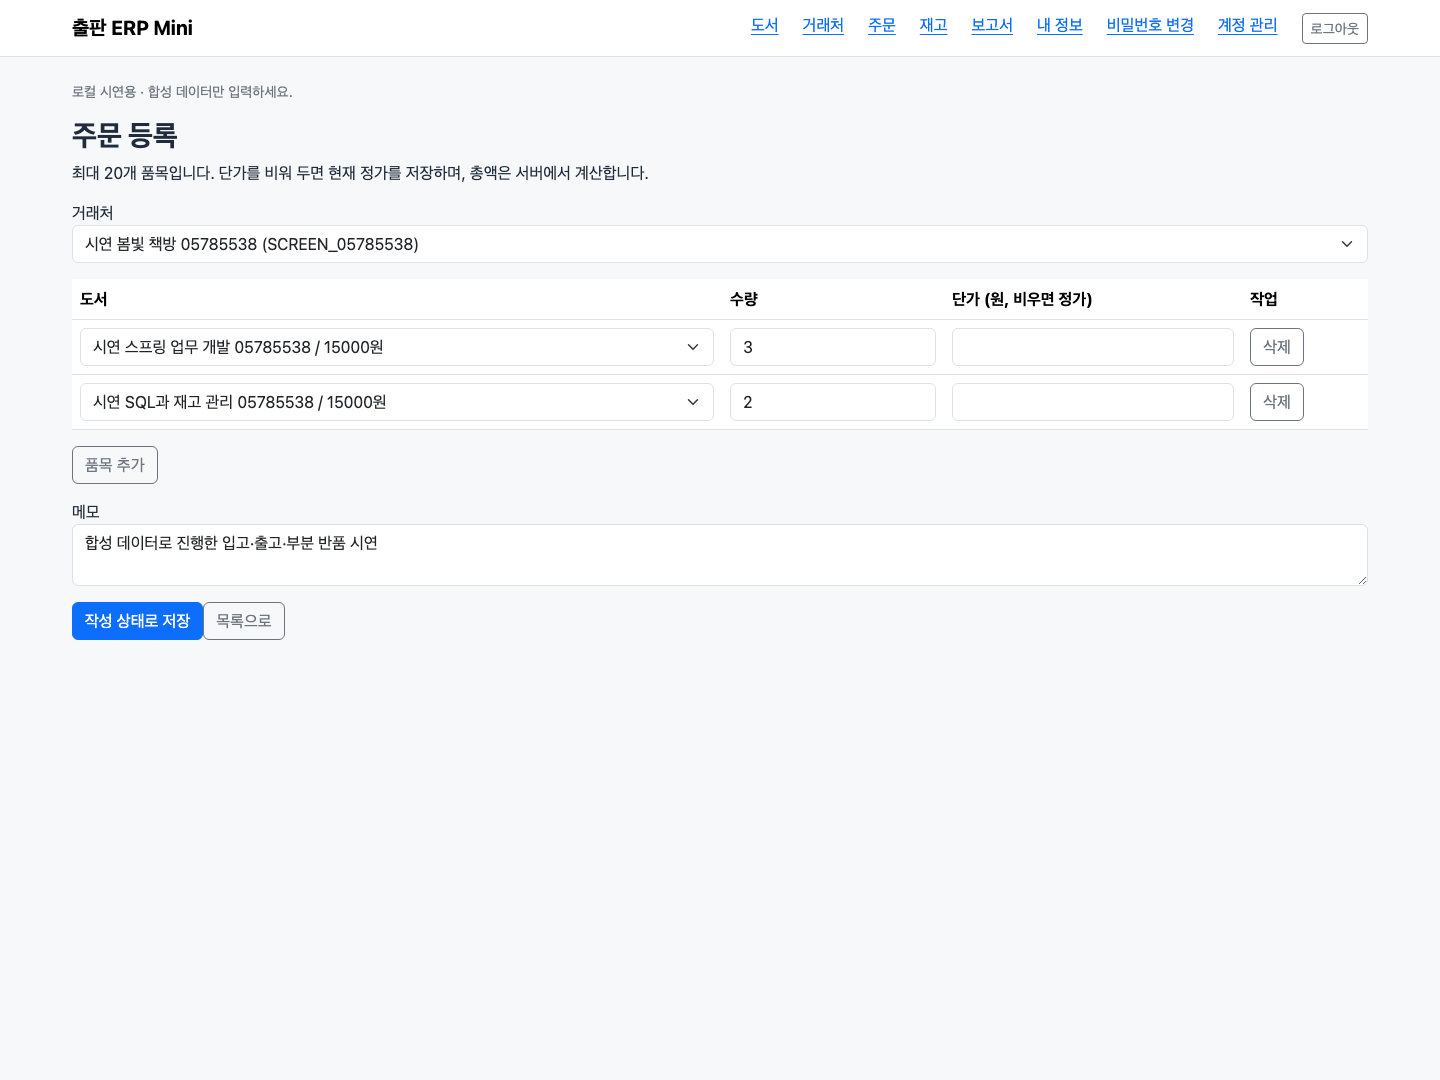 출판 ERP Mini
도서 거래처 주문 재고 보고서 내 정보 비밀번호 변경 계정 관리 로그아웃
로컬 시연용 · 합성 데이터만 입력하세요.
주문 등록
최대 20개 품목입니다. 단가를 비워 두면 현재 정가를 저장하며, 총액은 서버에서 계산합니다.
거래처
시연 봄빛 책방 05785538 (SCREEN_05785538)
도서 수량 단가 (원, 비우면 정가) 작업
시연 스프링 업무 개발 05785538 / 15000원 3 삭제
시연 SQL과 재고 관리 05785538 / 15000원 2 삭제
품목 추가
메모
합성 데이터로 진행한 입고·출고·부분 반품 시연
작성 상태로 저장 목록으로